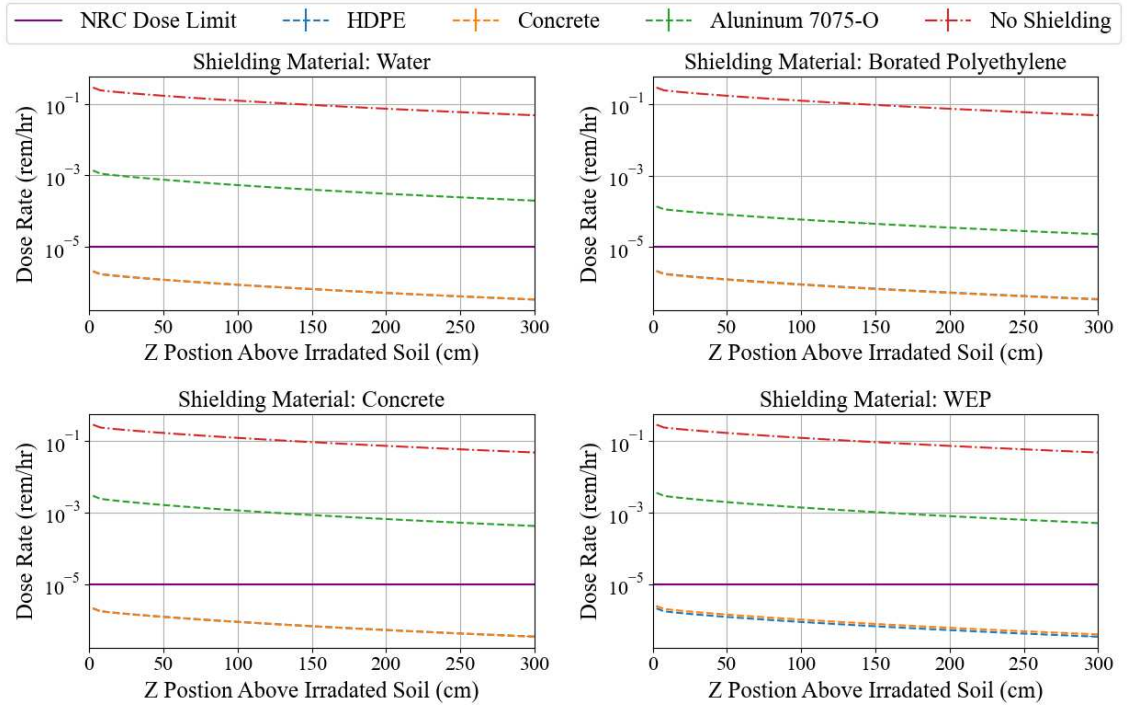 NRC Dose Limit HDPE Concrete Aluninum 7075-O No Shielding
Shielding Material: Water
10⁻¹
10⁻³
10⁻⁵
Dose Rate (rem/hr)
0 50 100 150 200 250 300
Z Postion Above Irradated Soil (cm)
Shielding Material: Borated Polyethylene
10⁻¹
10⁻³
10⁻⁵
Dose Rate (rem/hr)
0 50 100 150 200 250 300
Z Postion Above Irradated Soil (cm)
Shielding Material: Concrete
10⁻¹
10⁻³
10⁻⁵
Dose Rate (rem/hr)
0 50 100 150 200 250 300
Z Postion Above Irradated Soil (cm)
Shielding Material: WEP
10⁻¹
10⁻³
10⁻⁵
Dose Rate (rem/hr)
0 50 100 150 200 250 300
Z Postion Above Irradated Soil (cm)